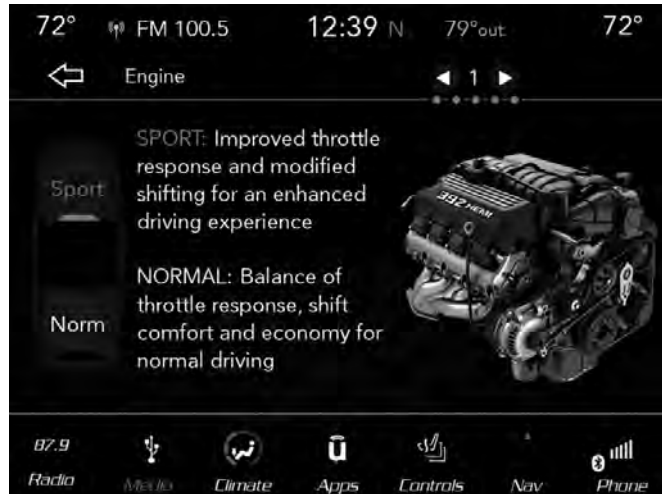 72° FM 100.5 12:39 N 79°out 72°
Engine ◄ 1 ►
SPORT: Improved throttle
response and modified
shifting for an enhanced
driving experience
Sport
392 HEMI
NORMAL: Balance of
throttle response, shift
comfort and economy for
normal driving
Norm
87.9
Radio Media Climate Apps Controls Nav Phone